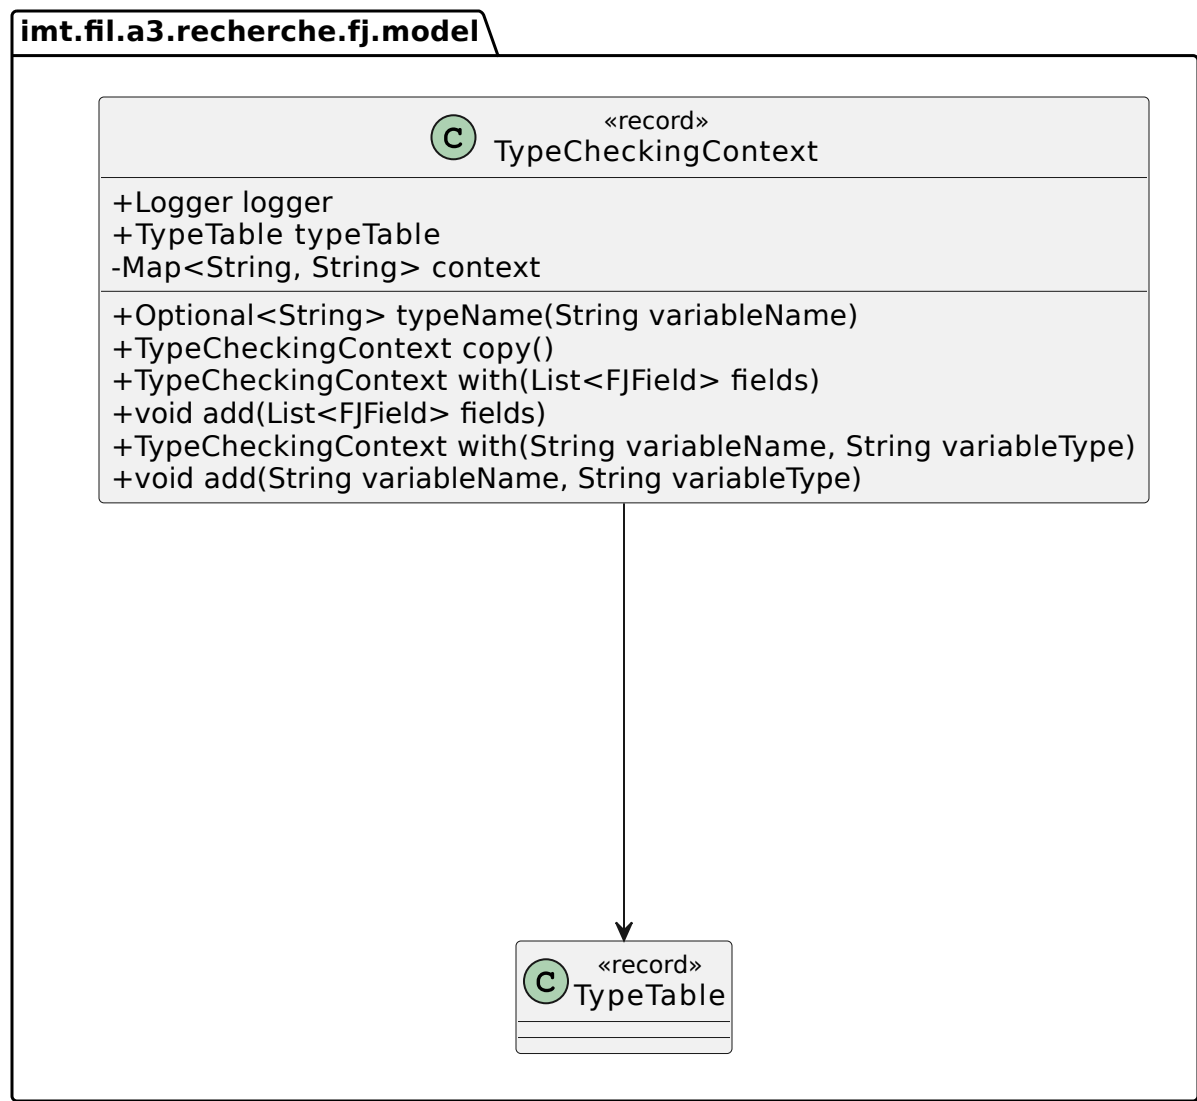 imt.fil.a3.recherche.fj.model
«record»
C TypeCheckingContext
+Logger logger
+TypeTable typeTable
-Map<String, String> context
+Optional<String> typeName(String variableName)
+TypeCheckingContext copy()
+TypeCheckingContext with(List<FJField> fields)
+void add(List<FJField> fields)
+TypeCheckingContext with(String variableName, String variableType)
+void add(String variableName, String variableType)
«record»
C TypeTable